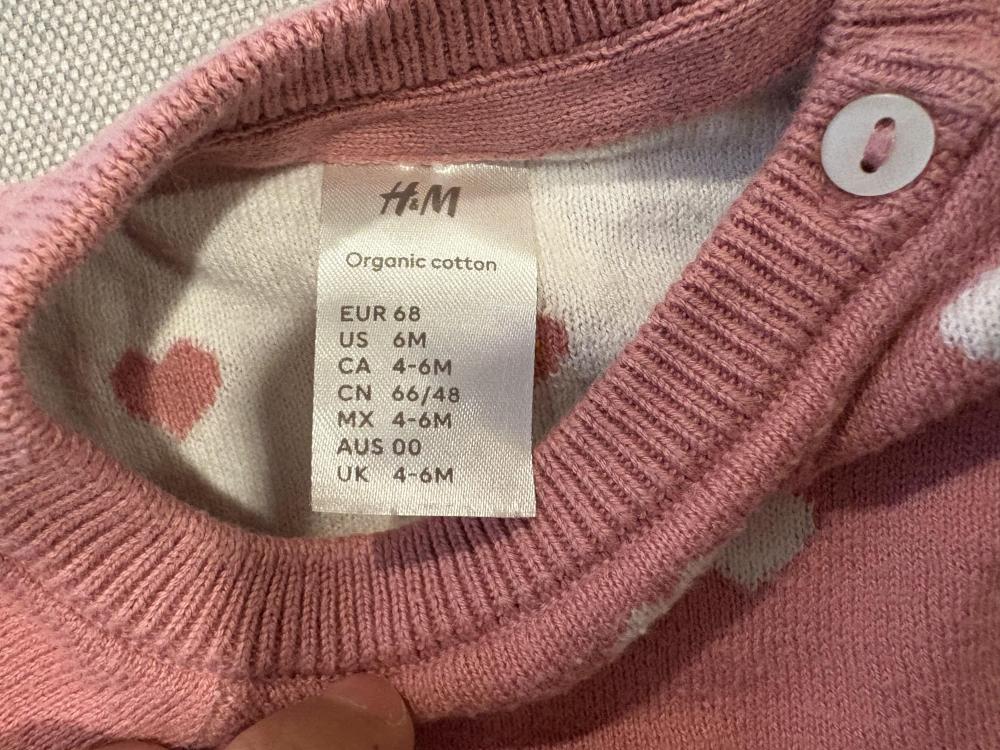 H&M
Organic cotton
EUR 68
US 6M
CA 4-6M
CN 66/48
MX 4-6M
AUS 00
UK 4-6M